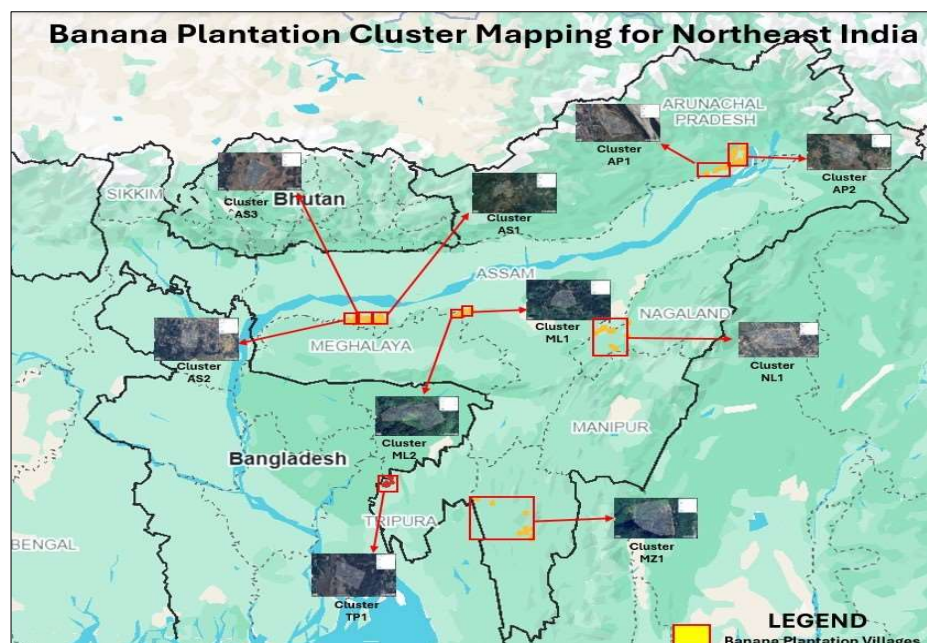 Banana Plantation Cluster Mapping for Northeast India
ARUNACHAL
PRADESH
Cluster
AP1
Cluster
AP2
SIKKIM
Cluster
AS3
Bhutan
Cluster
AS1
ASSAM
Cluster
ML1
NAGALAND
MEGHALAYA
Cluster
AS2
Cluster
NL1
Cluster
ML2
MANIPUR
Bangladesh
TRIPURA
BENGAL
Cluster
MZ1
Cluster
TP1
LEGEND
Banana Plantation Villages